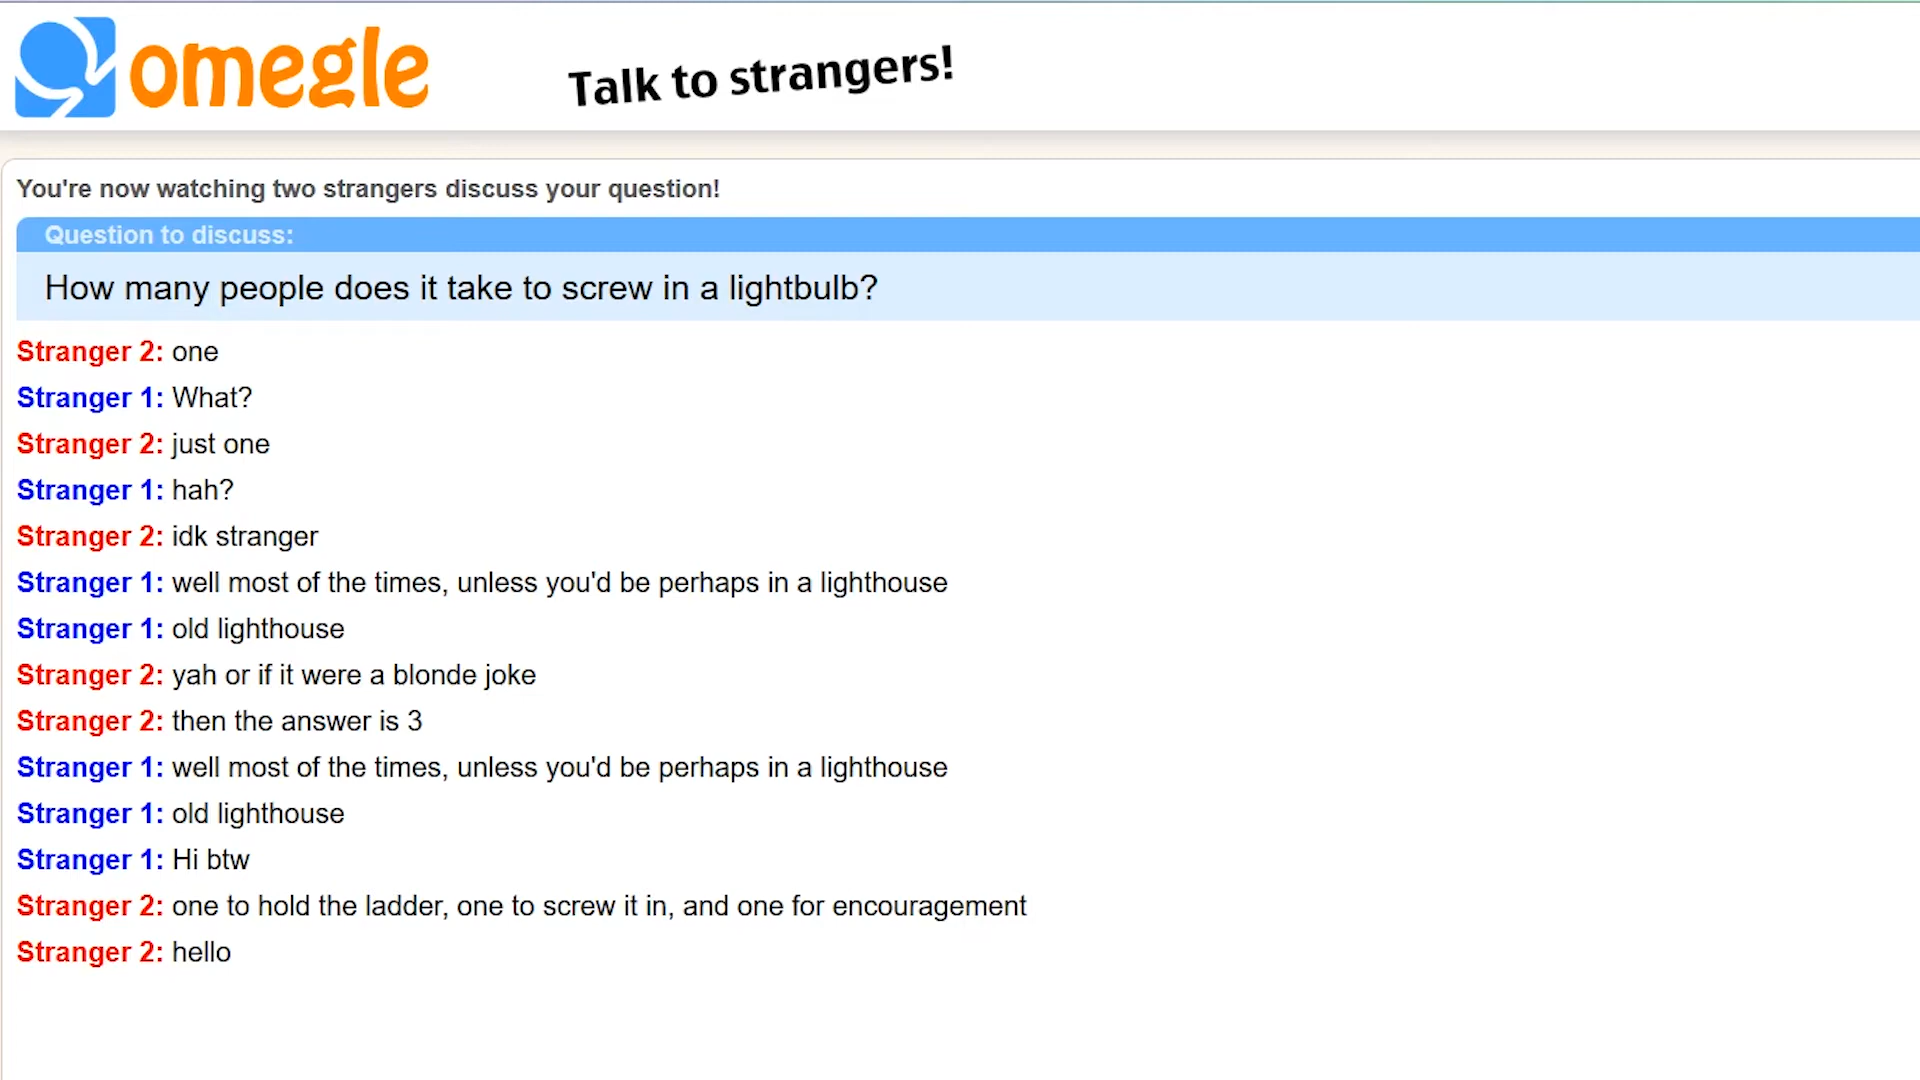 omegle Talk to strangers!
You're now watching two strangers discuss your question!
Question to discuss:
How many people does it take to screw in a lightbulb?
Stranger 2: one
Stranger 1: What?
Stranger 2: just one
Stranger 1: hah?
Stranger 2: idk stranger
Stranger 1: well most of the times, unless you'd be perhaps in a lighthouse
Stranger 1: old lighthouse
Stranger 2: yah or if it were a blonde joke
Stranger 2: then the answer is 3
Stranger 1: well most of the times, unless you'd be perhaps in a lighthouse
Stranger 1: old lighthouse
Stranger 1: Hi btw
Stranger 2: one to hold the ladder, one to screw it in, and one for encouragement
Stranger 2: hello